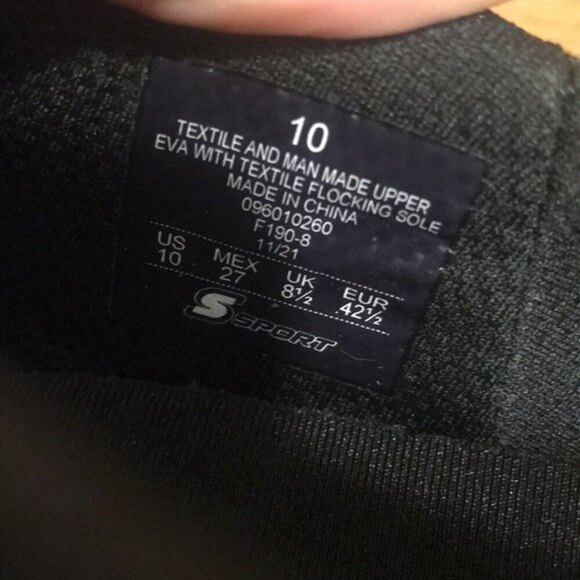 10
TEXTILE AND MAN MADE UPPER
EVA WITH TEXTILE FLOCKING SOLE
MADE IN CHINA
096010260
F190-8
11/21
US MEX UK EUR
10 27 8½ 42½
S SPORT